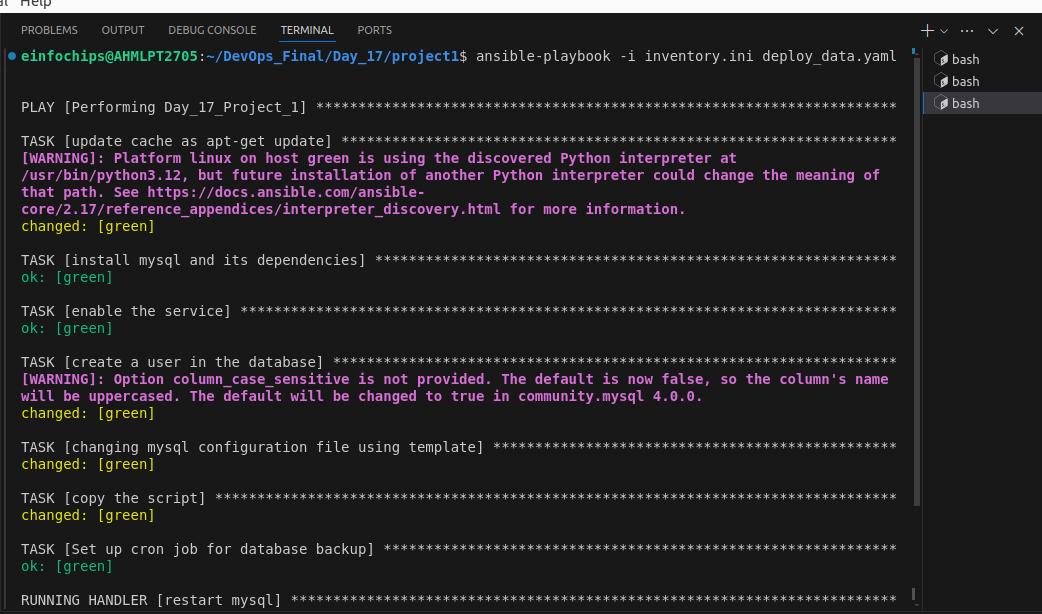 al Help
PROBLEMS OUTPUT DEBUG CONSOLE TERMINAL PORTS
einfochips@AHMLPT2705:~/DevOps_Final/Day_17/project1$ ansible-playbook -i inventory.ini deploy_data.yaml
PLAY [Performing Day_17_Project_1] *********************************************************************
TASK [update cache as apt-get update] ******************************************************************
[WARNING]: Platform linux on host green is using the discovered Python interpreter at
/usr/bin/python3.12, but future installation of another Python interpreter could change the meaning of
that path. See https://docs.ansible.com/ansible-
core/2.17/reference_appendices/interpreter_discovery.html for more information.
changed: [green]
TASK [install mysql and its dependencies] **************************************************************
ok: [green]
TASK [enable the service] ******************************************************************************
ok: [green]
TASK [create a user in the database] *******************************************************************
[WARNING]: Option column_case_sensitive is not provided. The default is now false, so the column's name
will be uppercased. The default will be changed to true in community.mysql 4.0.0.
changed: [green]
TASK [changing mysql configuration file using template] ************************************************
changed: [green]
TASK [copy the script] *********************************************************************************
changed: [green]
TASK [Set up cron job for database backup] *************************************************************
ok: [green]
RUNNING HANDLER [restart mysql] ************************************************************************
bash
bash
bash